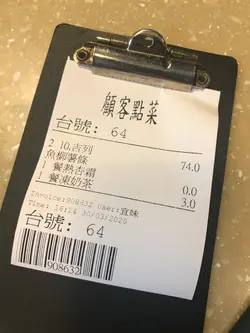 顧客點菜
台號: 64
2 10.吉列 74.0
魚柳薯條
1 餐熱杏霜 0.0
1 餐凍奶茶 3.0
Invoice:908632 User:宜妹
Time: 16:24 30/03/2025
台號: 64
908632